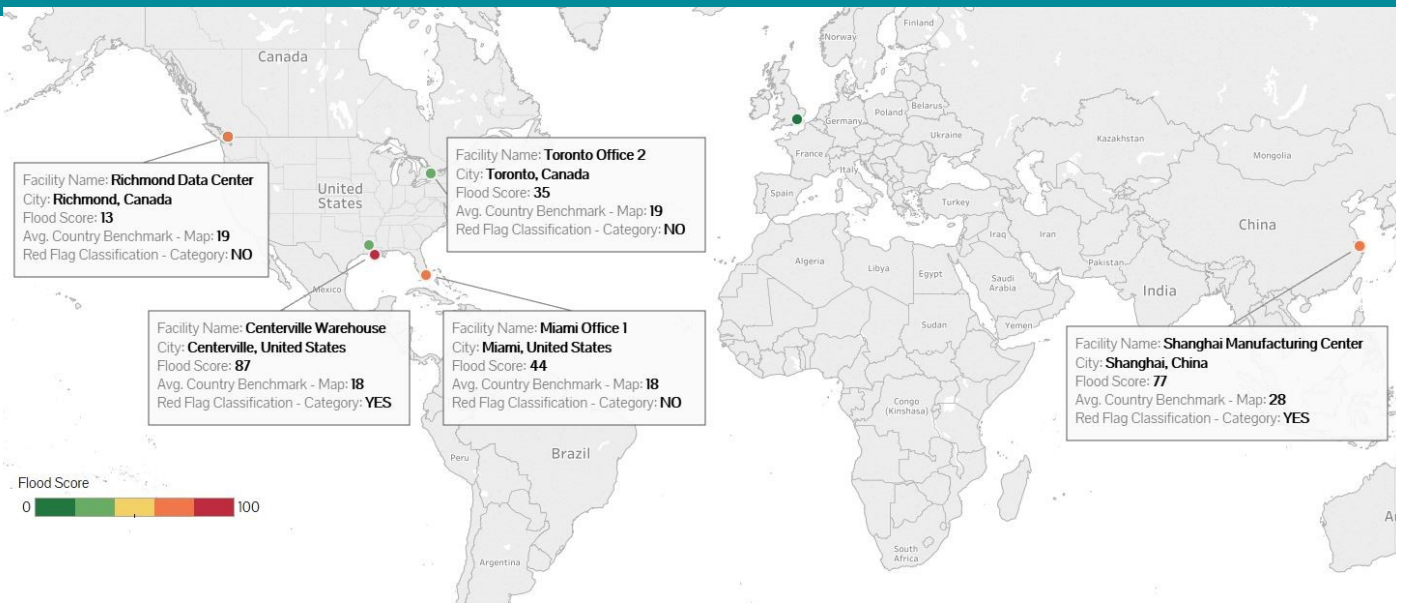 Finland
Norway
Canada
Belarus
Poland
Germany
Ukraine
Kazakhstan
Mongolia
France
Italy
Spain
Turkey
Facility Name: Toronto Office 2
City: Toronto, Canada
Flood Score: 35
Avg. Country Benchmark - Map: 19
Red Flag Classification - Category: NO
Facility Name: Richmond Data Center
City: Richmond, Canada
Flood Score: 13
Avg. Country Benchmark - Map: 19
Red Flag Classification - Category: NO
United
States
China
Iraq
Iran
Algeria
Libya
Egypt
Pakistan
Saudi
Arabia
India
Mexico
Sudan
Yemen
Facility Name: Centerville Warehouse
City: Centerville, United States
Flood Score: 87
Avg. Country Benchmark - Map: 18
Red Flag Classification - Category: YES
Facility Name: Miami Office 1
City: Miami, United States
Flood Score: 44
Avg. Country Benchmark - Map: 18
Red Flag Classification - Category: NO
Facility Name: Shanghai Manufacturing Center
City: Shanghai, China
Flood Score: 77
Avg. Country Benchmark - Map: 28
Red Flag Classification - Category: YES
Congo
(Kinshasa)
Peru
Brazil
Flood Score
0
100
South
Africa
Argentina